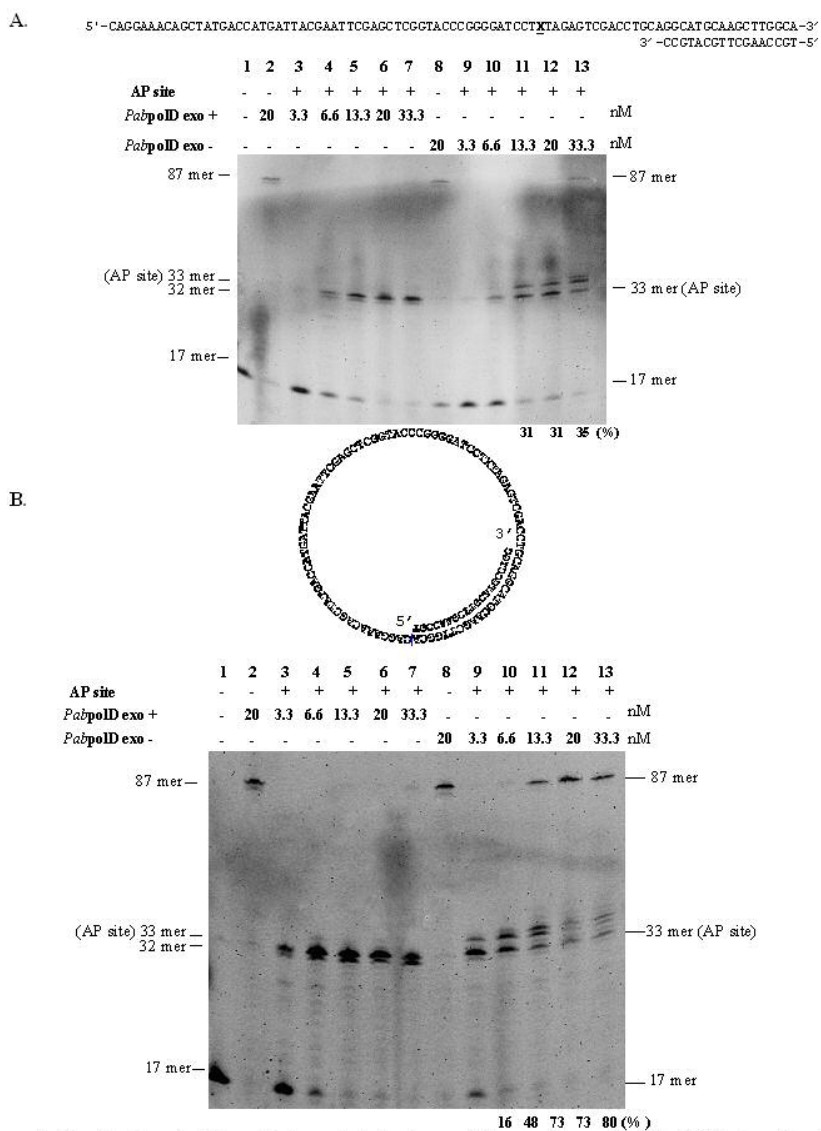 A.
5'-CAGGAAACAGCTATGACCATGATTACGAATTCGAGCTCGGTACCCGGGGATCCTXTAGAGTCGACCTGCAGGCATGCAAGCTTGGCA-3'
3'-CCGTACGTTCGAACCGT-5'
1 2 3 4 5 6 7 8 9 10 11 12 13
AP site - - + + + + + - + + + + +
PabpolD exo + - 20 3.3 6.6 13.3 20 33.3 - - - - - - nM
PabpolD exo - - - - - - - - 20 3.3 6.6 13.3 20 33.3 nM
87 mer 87 mer
(AP site) 33 mer
32 mer 33 mer (AP site)
17 mer 17 mer
31 31 35 (%)
B.
3'
5'
1 2 3 4 5 6 7 8 9 10 11 12 13
AP site - - + + + + + - + + + + +
PabpolD exo + - 20 3.3 6.6 13.3 20 33.3 - - - - - - nM
PabpolD exo - - - - - - - - 20 3.3 6.6 13.3 20 33.3 nM
87 mer 87 mer
(AP site) 33 mer 33 mer (AP site)
32 mer
17 mer 17 mer
16 48 73 73 80 (%)